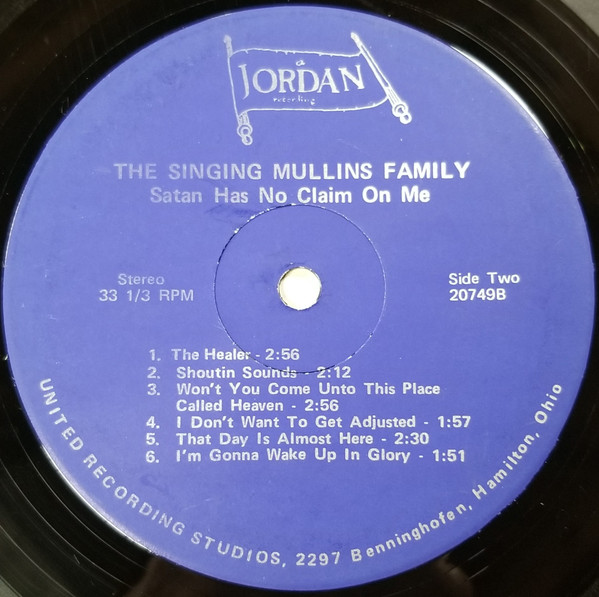 a
JORDAN
recording
THE SINGING MULLINS FAMILY
Satan Has No Claim On Me
Stereo
33 1/3 RPM
Side Two
20749B
1. The Healer - 2:56
2. Shoutin Sounds - 2:12
3. Won't You Come Unto This Place
Called Heaven - 2:56
4. I Don't Want To Get Adjusted - 1:57
5. That Day Is Almost Here - 2:30
6. I'm Gonna Wake Up In Glory - 1:51
UNITED RECORDING STUDIOS, 2297 Benninghofen, Hamilton, Ohio